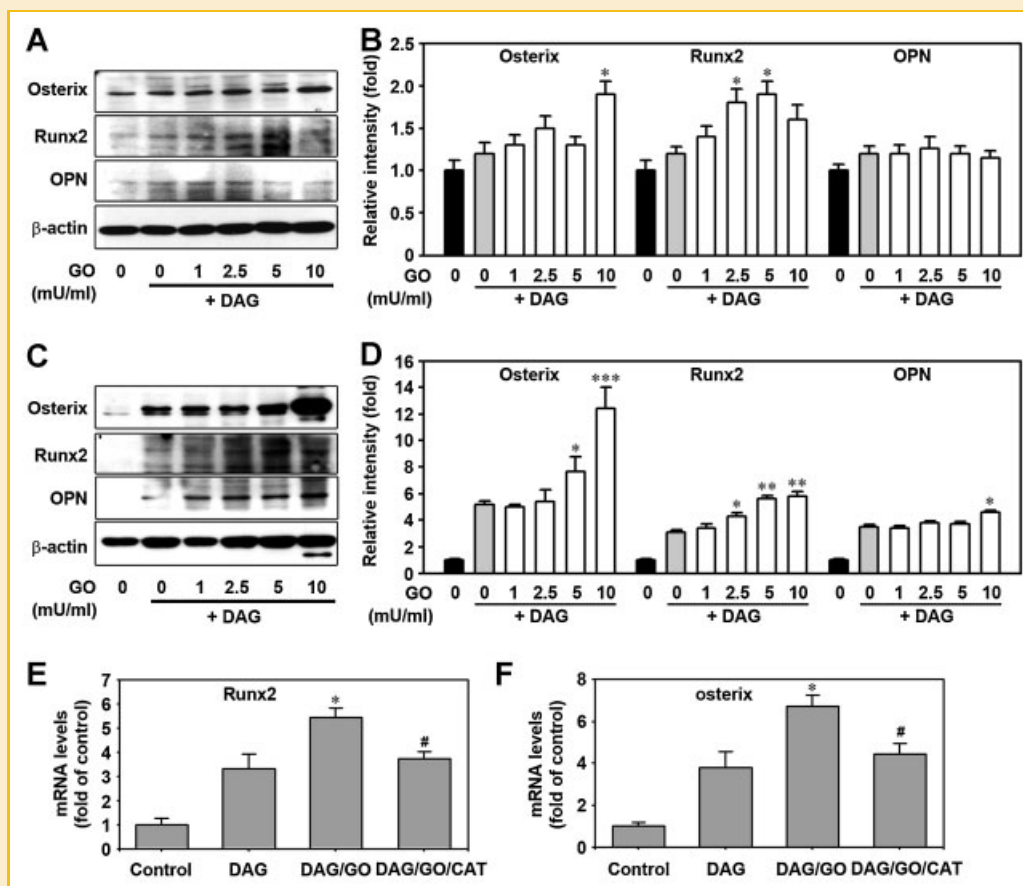 A
Osterix
Runx2
OPN
β-actin
GO 0 0 1 2.5 5 10
(mU/ml) + DAG
B
Relative intensity (fold)
2.5
2.0
1.5
1.0
0.5
0
Osterix Runx2 OPN
* * *
GO 0 0 1 2.5 5 10 0 0 1 2.5 5 10 0 0 1 2.5 5 10
(mU/ml) + DAG + DAG + DAG
C
Osterix
Runx2
OPN
β-actin
GO 0 0 1 2.5 5 10
(mU/ml) + DAG
D
Relative intensity (fold)
16
14
12
10
8
6
4
2
0
Osterix Runx2 OPN
* *** * ** ** *
GO 0 0 1 2.5 5 10 0 0 1 2.5 5 10 0 0 1 2.5 5 10
(mU/ml) + DAG + DAG + DAG
E
mRNA levels
(fold of control)
7
6
5
4
3
2
1
0
Runx2
* #
Control DAG DAG/GO DAG/GO/CAT
F
mRNA levels
(fold of control)
8
6
4
2
0
osterix
* #
Control DAG DAG/GO DAG/GO/CAT